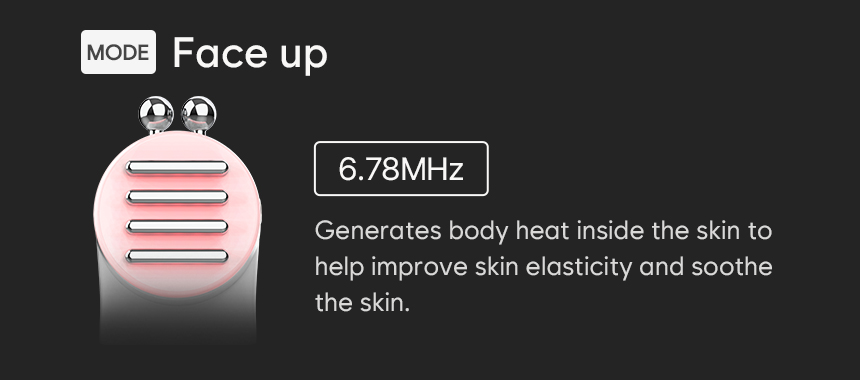 MODE Face up
6.78MHz
Generates body heat inside the skin to
help improve skin elasticity and soothe
the skin.